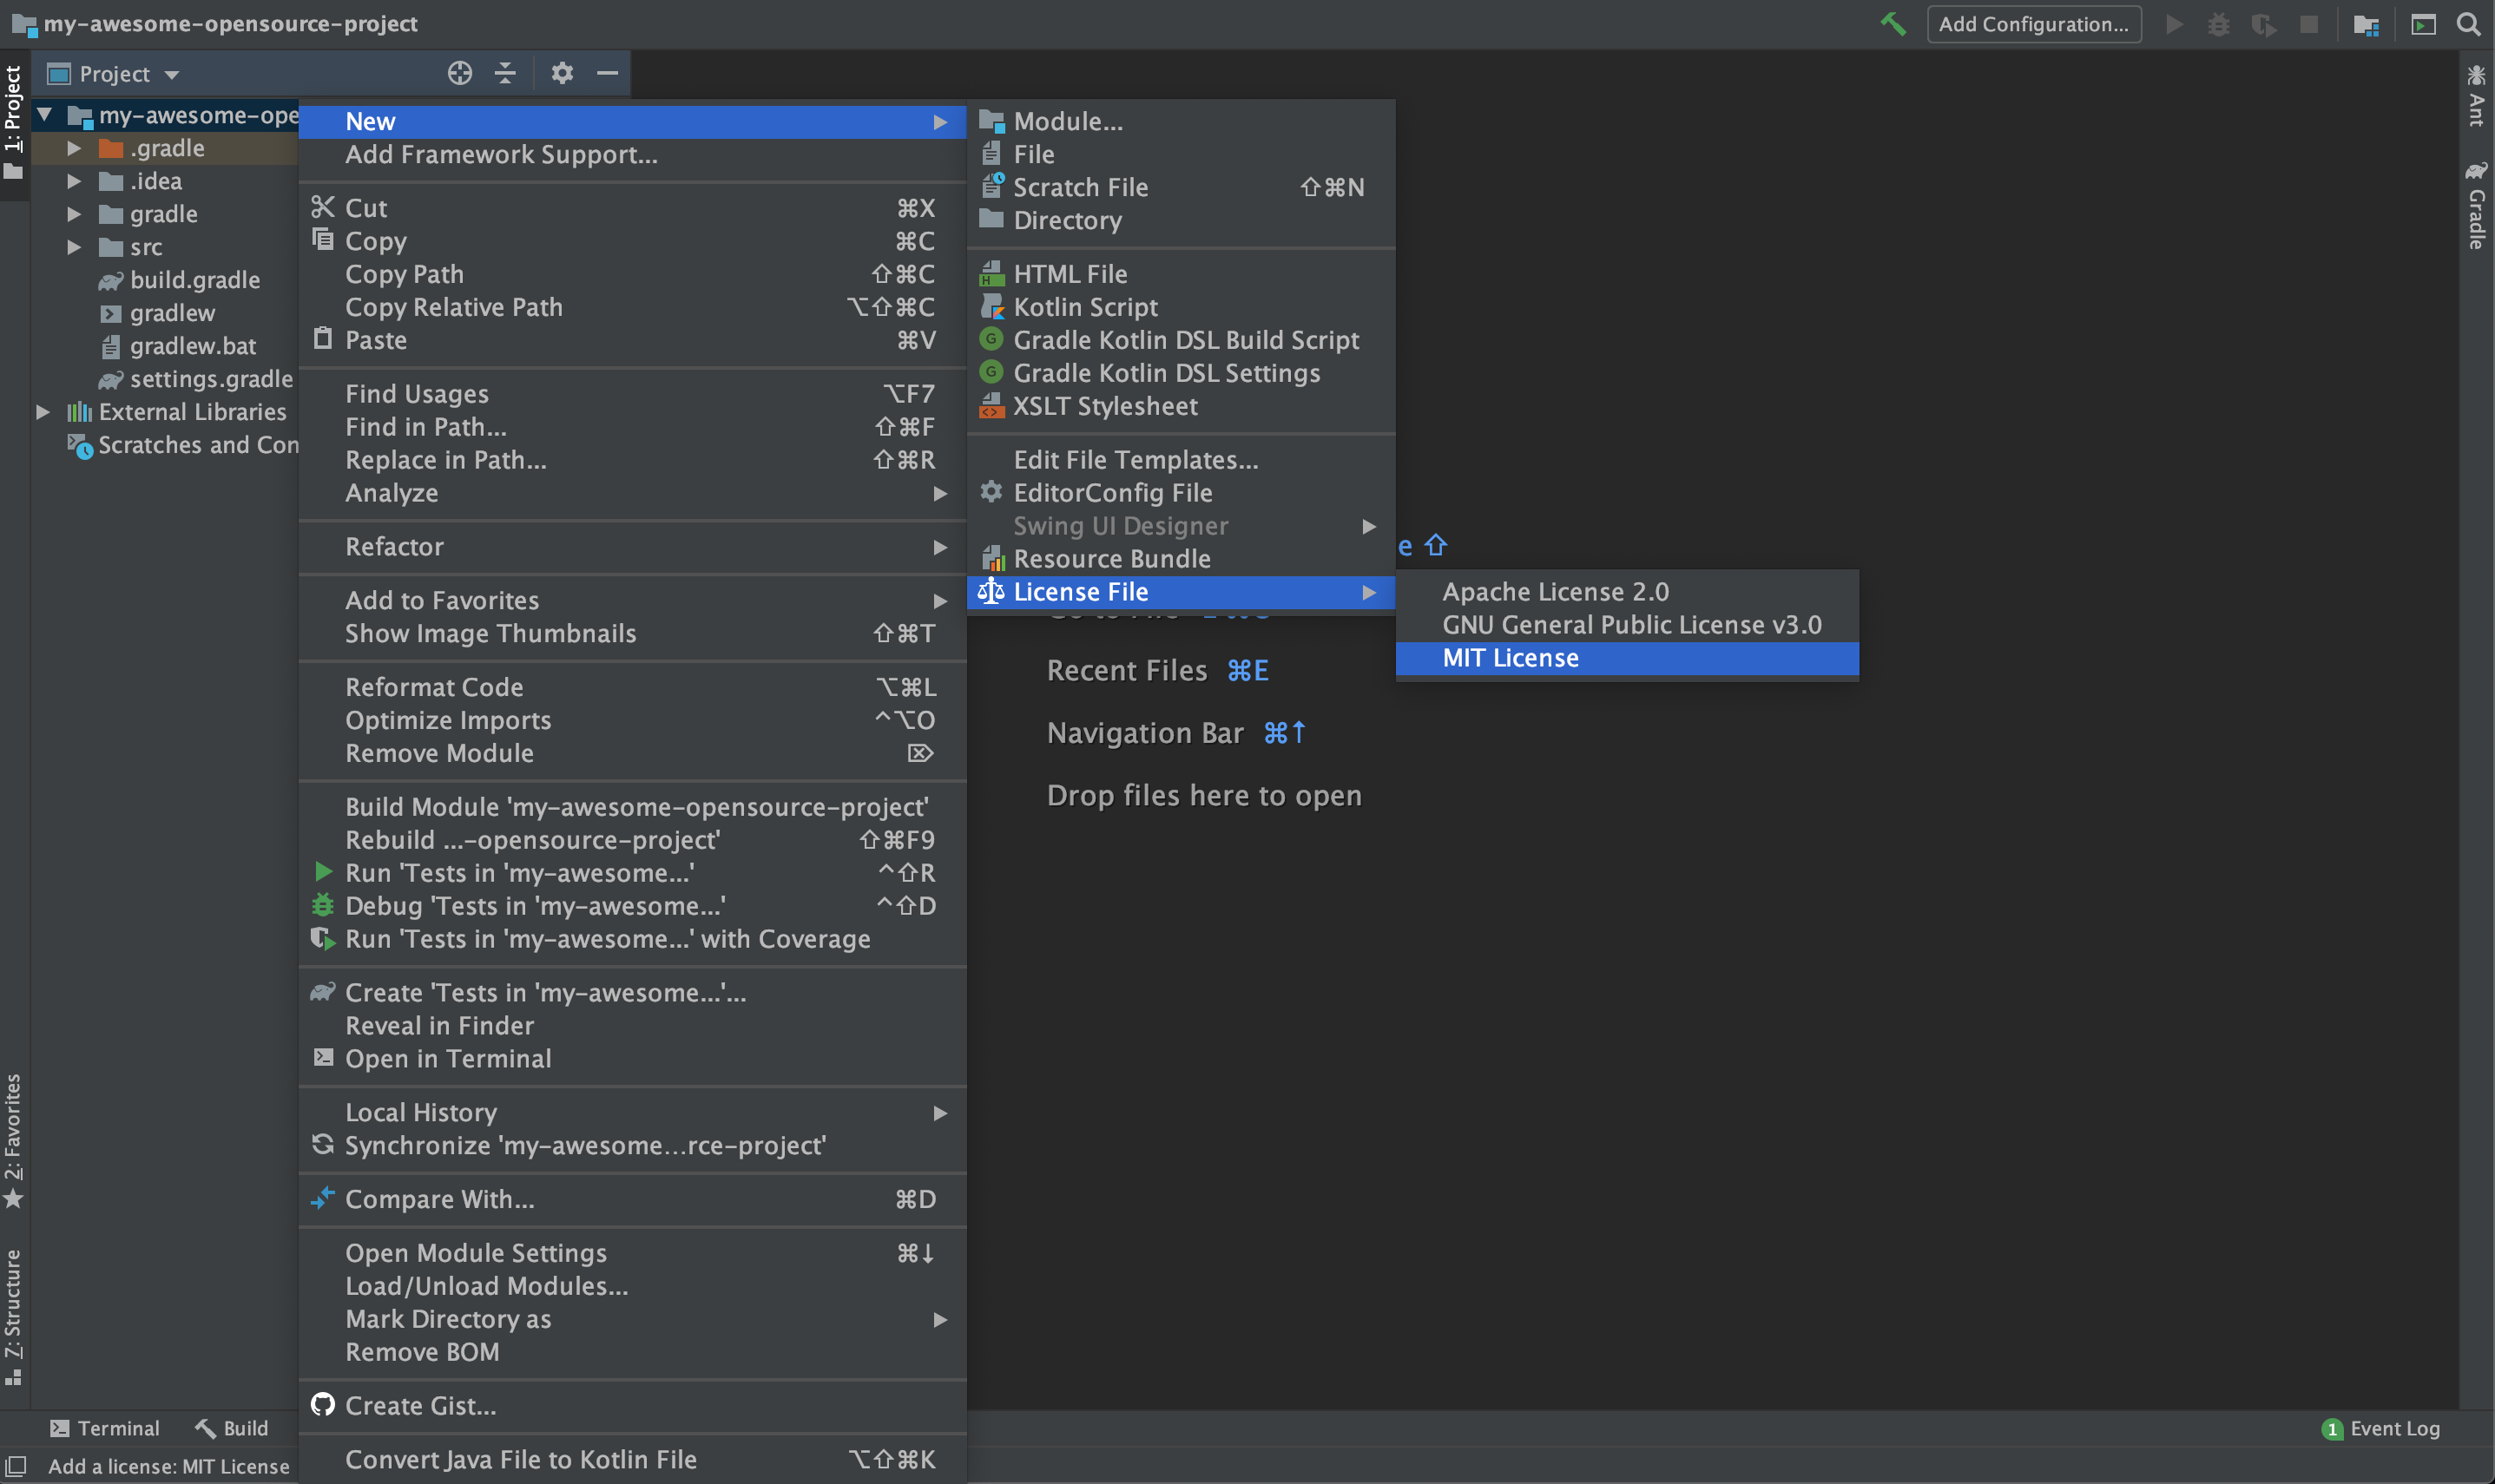 my-awesome-opensource-project
Add Configuration...
1: Project
Project
my-awesome-ope
.gradle
.idea
gradle
src
build.gradle
gradlew
gradlew.bat
settings.gradle
External Libraries
Scratches and Con
New
Add Framework Support...
Cut ⌘X
Copy ⌘C
Copy Path ⇧⌘C
Copy Relative Path ⌥⇧⌘C
Paste ⌘V
Find Usages ⌥F7
Find in Path... ⇧⌘F
Replace in Path... ⇧⌘R
Analyze
Refactor
Add to Favorites
Show Image Thumbnails ⇧⌘T
Reformat Code ⌥⌘L
Optimize Imports ^⌥O
Remove Module ⌦
Build Module 'my-awesome-opensource-project'
Rebuild ...-opensource-project' ⇧⌘F9
Run 'Tests in 'my-awesome...' ^⇧R
Debug 'Tests in 'my-awesome...' ^⇧D
Run 'Tests in 'my-awesome...' with Coverage
Create 'Tests in 'my-awesome...'...
Reveal in Finder
Open in Terminal
Local History
Synchronize 'my-awesome...rce-project'
Compare With... ⌘D
Open Module Settings ⌘↓
Load/Unload Modules...
Mark Directory as
Remove BOM
Create Gist...
Convert Java File to Kotlin File ⌥⇧⌘K
Module...
File
Scratch File ⇧⌘N
Directory
HTML File
Kotlin Script
Gradle Kotlin DSL Build Script
Gradle Kotlin DSL Settings
XSLT Stylesheet
Edit File Templates...
EditorConfig File
Swing UI Designer
Resource Bundle
License File
Apache License 2.0
GNU General Public License v3.0
MIT License
e ⇧
Recent Files ⌘E
Navigation Bar ⌘↑
Drop files here to open
Ant
Gradle
2: Favorites
Z: Structure
Terminal
Build
1 Event Log
Add a license: MIT License